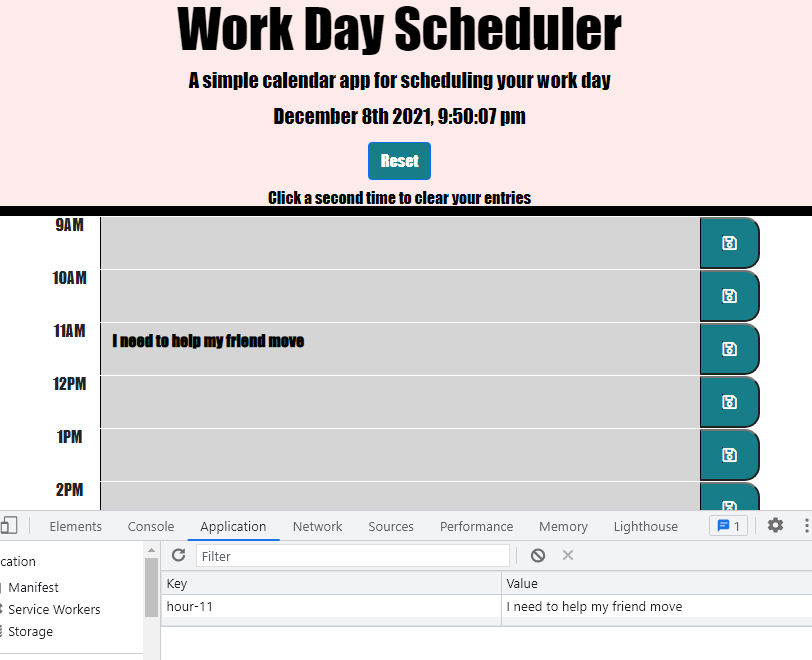 Work Day Scheduler
A simple calendar app for scheduling your work day
December 8th 2021, 9:50:07 pm
Reset
Click a second time to clear your entries
9AM
10AM
11AM I need to help my friend move
12PM
1PM
2PM
Elements Console Application Network Sources Performance Memory Lighthouse 1
cation
Filter
Manifest
Service Workers
Storage
Key Value
hour-11 I need to help my friend move